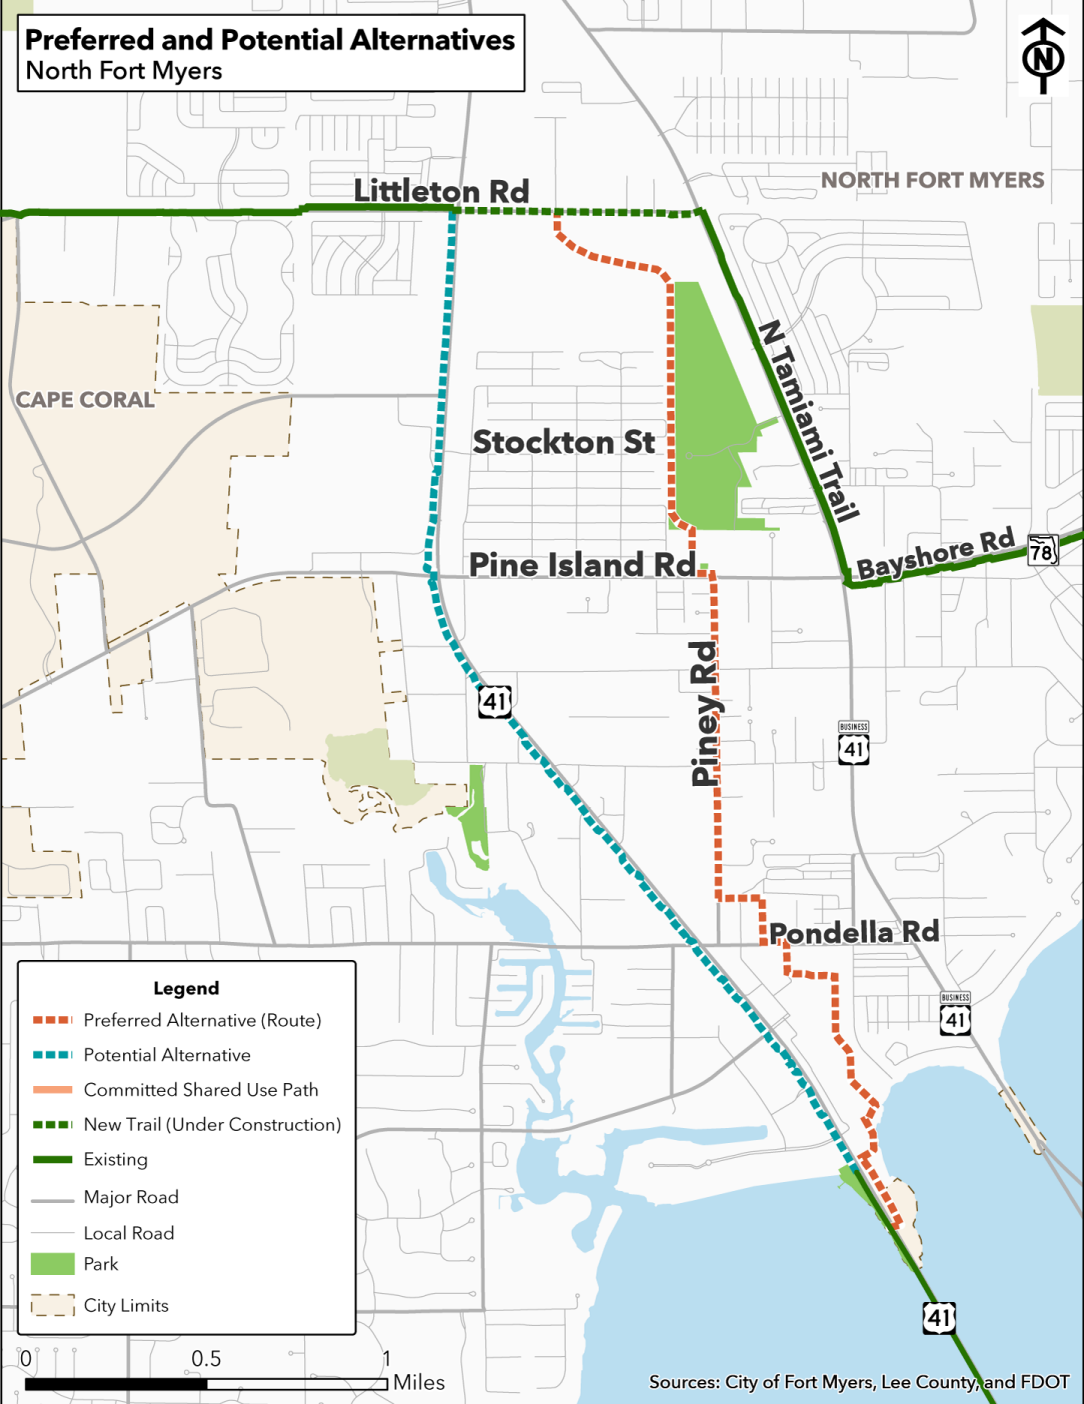 Preferred and Potential Alternatives
North Fort Myers
N
Littleton Rd
NORTH FORT MYERS
N Tamiami Trail
CAPE CORAL
Stockton St
Bayshore Rd
78
Pine Island Rd
Piney Rd
41
BUSINESS
41
Pondella Rd
BUSINESS
41
Legend
Preferred Alternative (Route)
Potential Alternative
Committed Shared Use Path
New Trail (Under Construction)
Existing
Major Road
Local Road
Park
City Limits
41
0 0.5 1
Miles
Sources: City of Fort Myers, Lee County, and FDOT